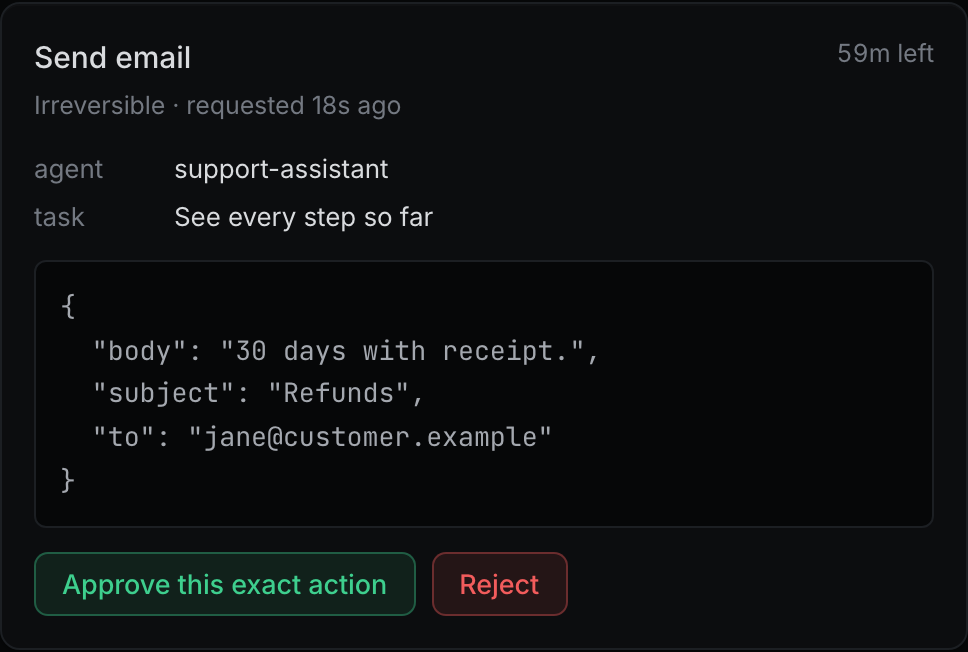 Send email
59m left
Irreversible · requested 18s ago
agent support-assistant
task See every step so far
{
  "body": "30 days with receipt.",
  "subject": "Refunds",
  "to": "jane@customer.example"
}
Approve this exact action
Reject